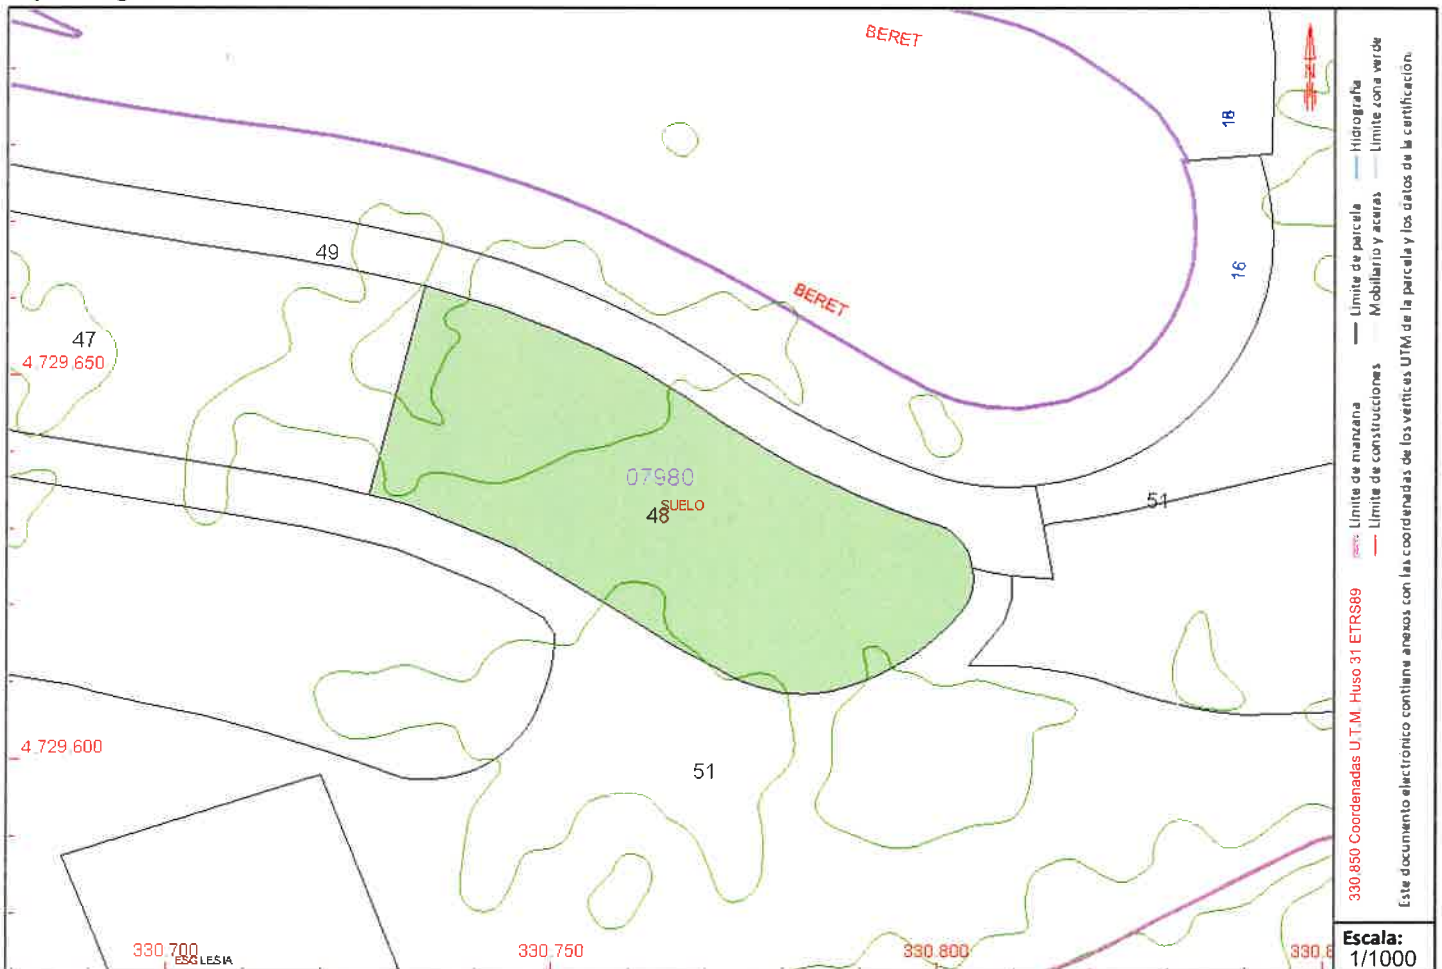 BERET
18
49
16
BERET
47
4,729,650
07980
SUELO
48
51
4,729,600
51
330,700
ESGLESIA
330,750
330,800
330,8
330,850 Coordenadas U.T.M. Huso 31 ETRS89
Límite de manzana
Límite de parcela
Hidrografía
Límite de construcciones
Mobiliario y aceras
Límite zona verde
Este documento electrónico contiene anexos con las coordenadas de los vértices UTM de la parcela y los datos de la certificación.
Escala:
1/1000